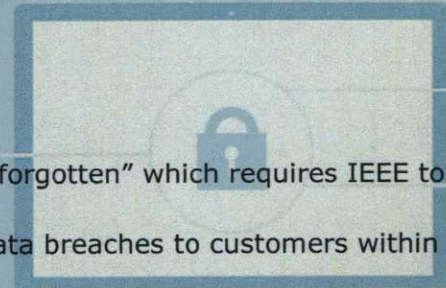 forgotten” which requires IEEE to
ata breaches to customers within